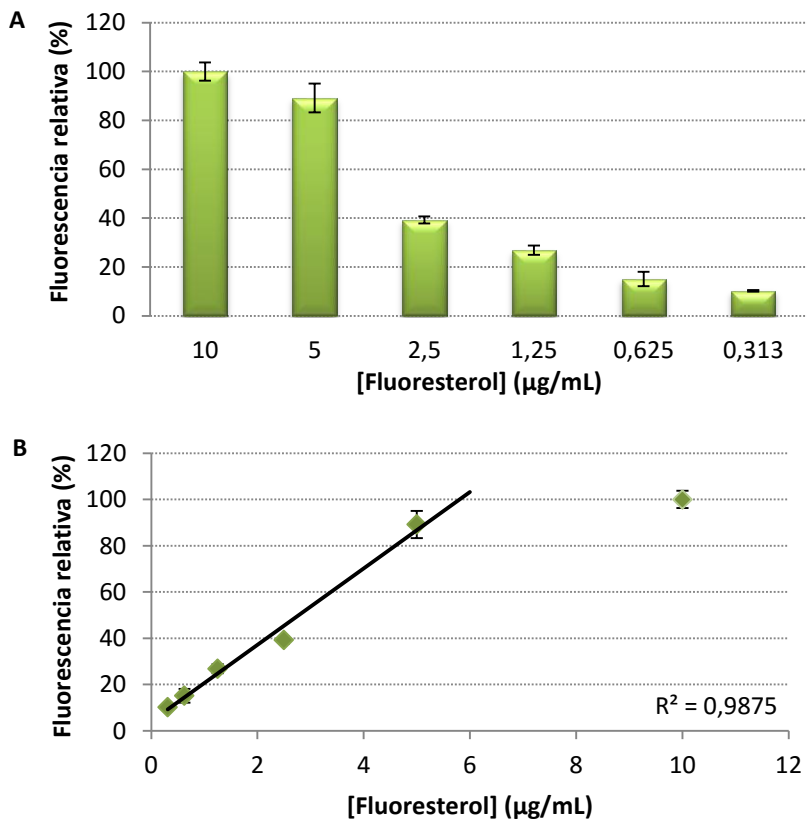 A
Fluorescencia relativa (%)
120
100
80
60
40
20
0
10 5 2,5 1,25 0,625 0,313
[Fluoresterol] (µg/mL)
B
Fluorescencia relativa (%)
120
100
80
60
40
20
0
R² = 0,9875
0 2 4 6 8 10 12
[Fluoresterol] (µg/mL)